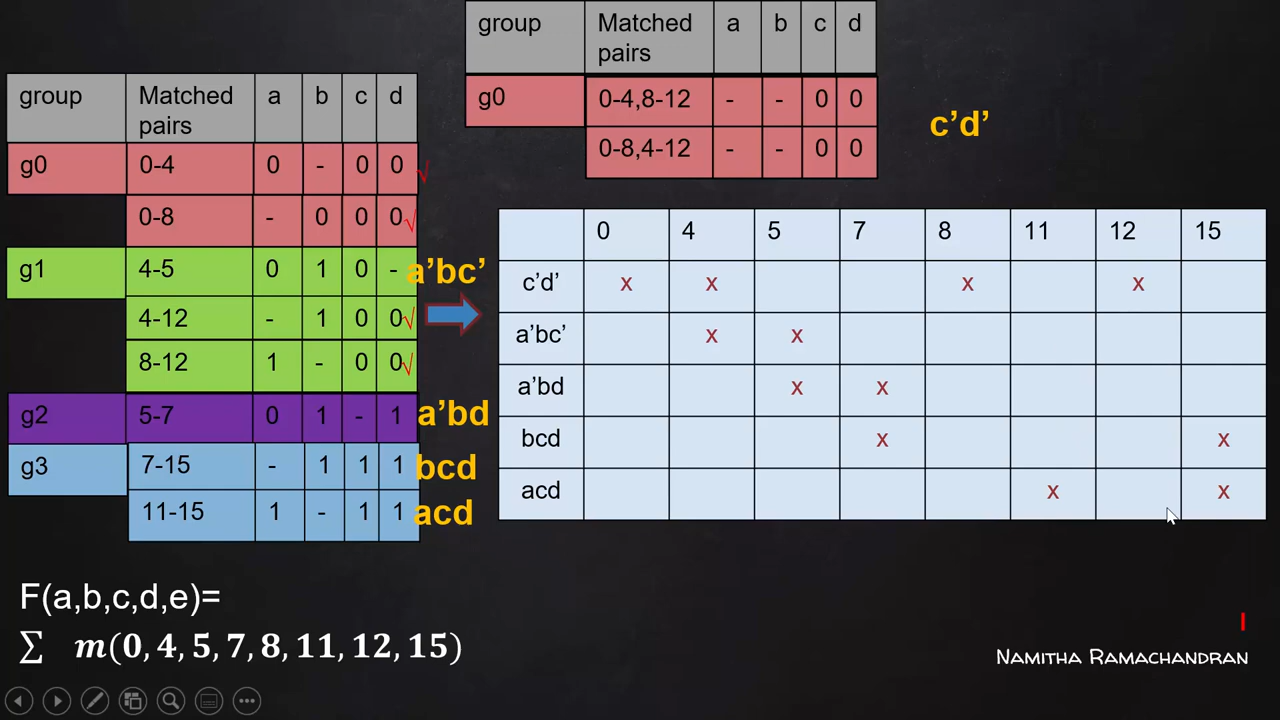 group Matched pairs a b c d
g0 0-4,8-12 - - 0 0
0-8,4-12 - - 0 0
c’d’
group Matched pairs a b c d
g0 0-4 0 - 0 0 √
0-8 - 0 0 0 √
g1 4-5 0 1 0 - a’bc’
4-12 - 1 0 0 √
8-12 1 - 0 0 √
g2 5-7 0 1 - 1 a’bd
g3 7-15 - 1 1 1 bcd
11-15 1 - 1 1 acd
0 4 5 7 8 11 12 15
c’d’ x x x x
a’bc’ x x
a’bd x x
bcd x x
acd x x
F(a,b,c,d,e)=
∑ m(0, 4, 5, 7, 8, 11, 12, 15)
I
Namitha Ramachandran